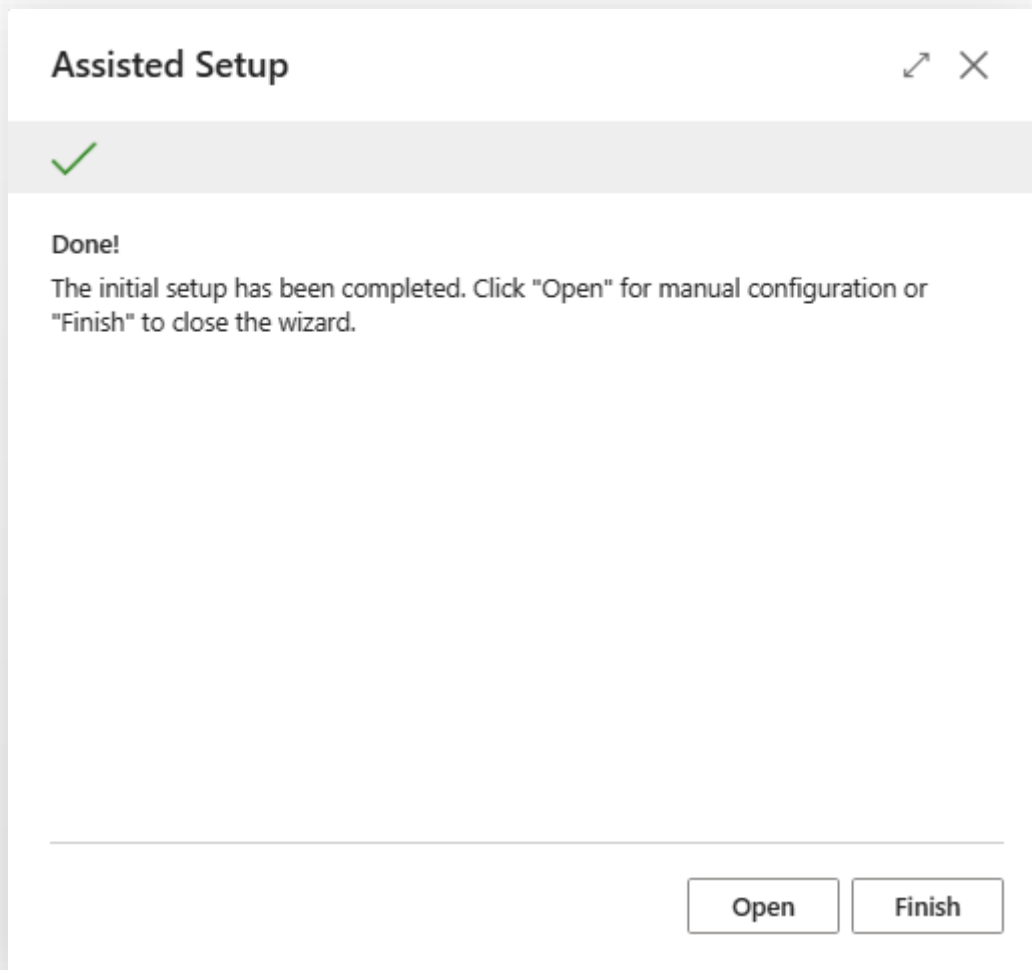 Assisted Setup
Done!
The initial setup has been completed. Click "Open" for manual configuration or
"Finish" to close the wizard.
Open
Finish